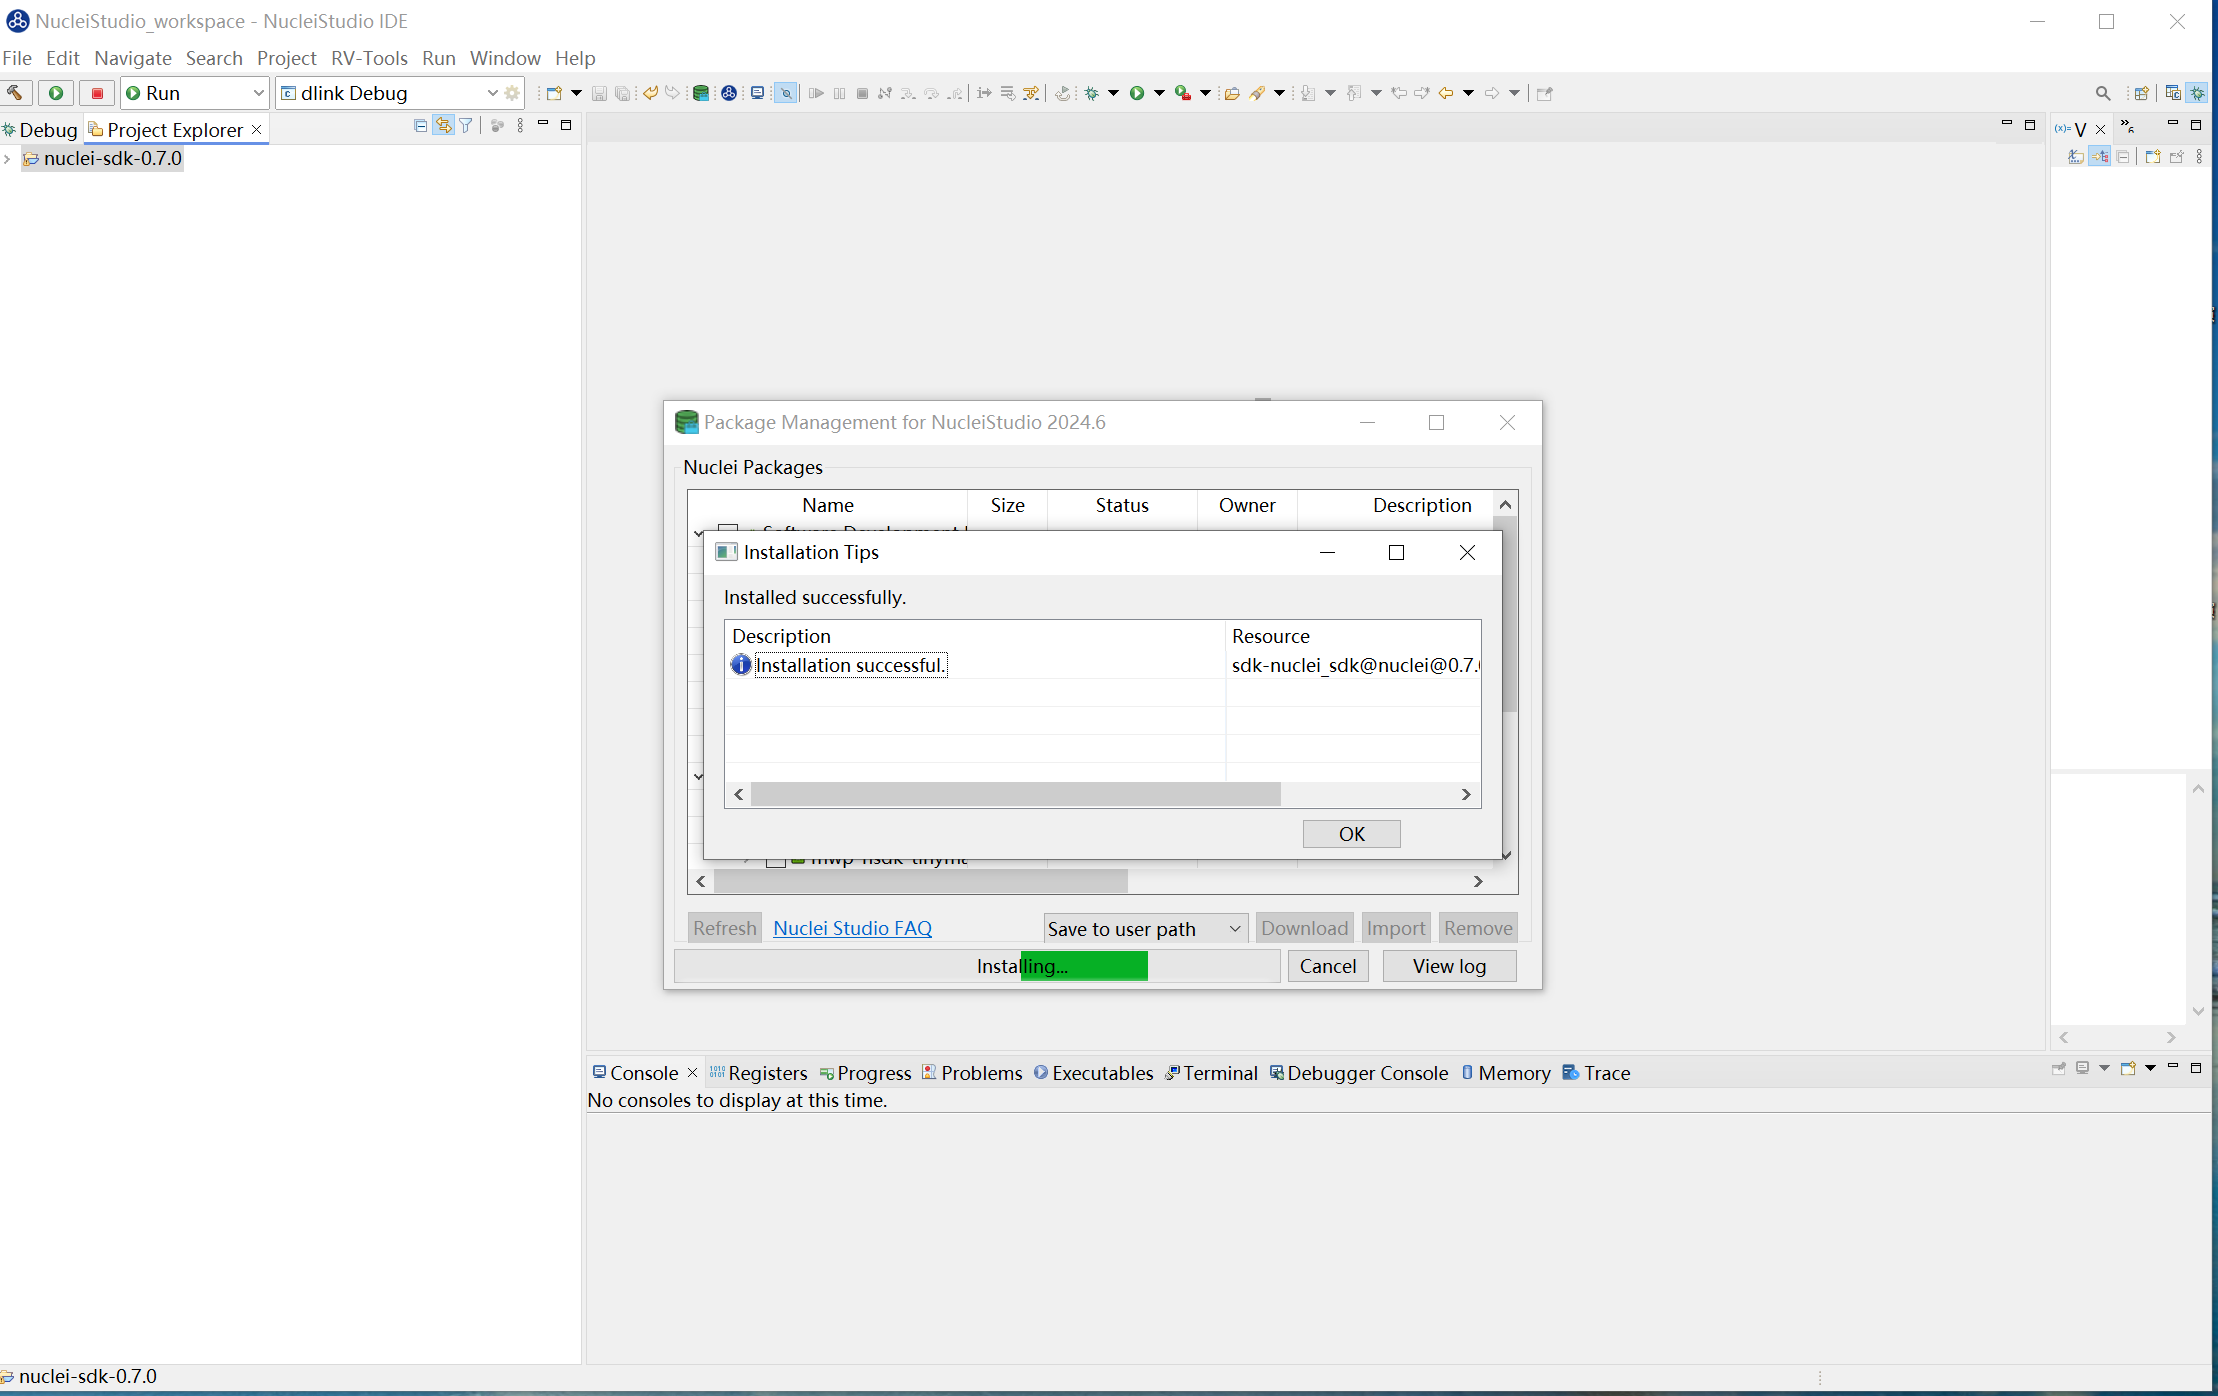 NucleiStudio_workspace - NucleiStudio IDE
File Edit Navigate Search Project RV-Tools Run Window Help
Run
dlink Debug
Debug
Project Explorer
V
nuclei-sdk-0.7.0
Package Management for NucleiStudio 2024.6
Nuclei Packages
Name Size Status Owner Description
Installation Tips
Installed successfully.
Description Resource
Installation successful. sdk-nuclei_sdk@nuclei@0.7.
OK
Refresh Nuclei Studio FAQ Save to user path Download Import Remove
Installing... Cancel View log
Console Registers Progress Problems Executables Terminal Debugger Console Memory Trace
No consoles to display at this time.
nuclei-sdk-0.7.0